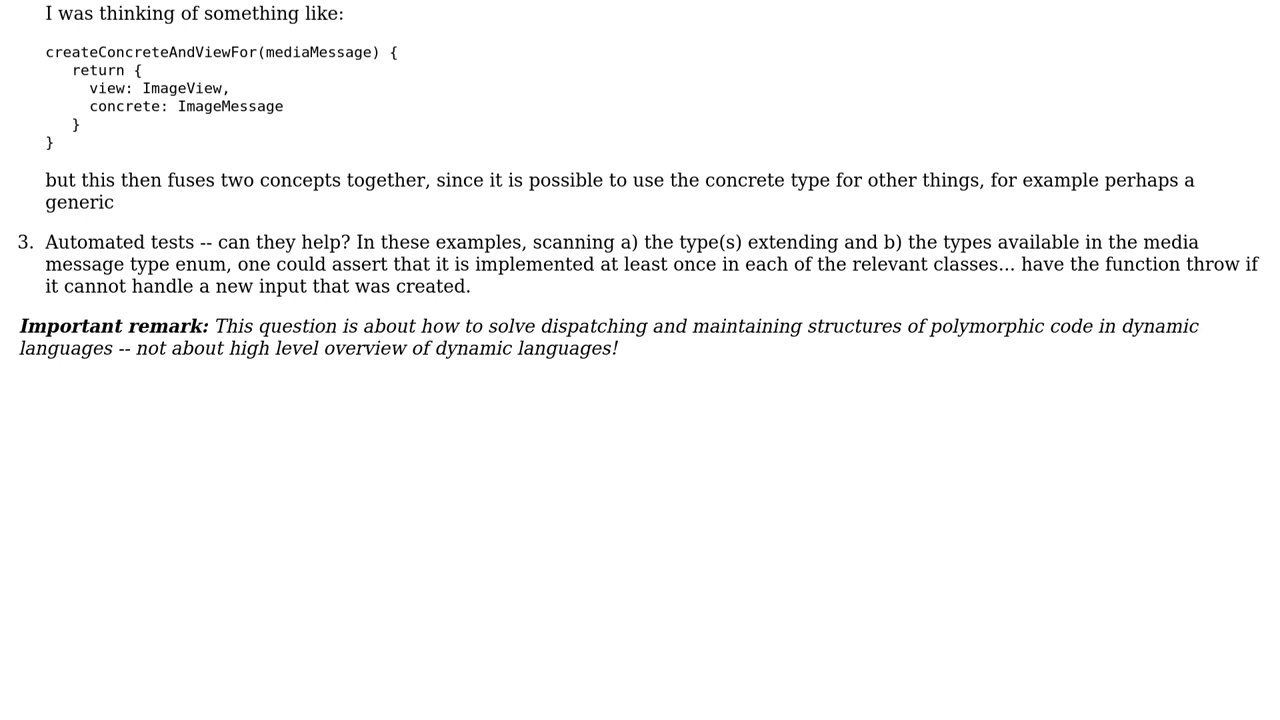 I was thinking of something like:
createConcreteAndViewFor(mediaMessage) {
   return {
     view: ImageView,
     concrete: ImageMessage
   }
}
but this then fuses two concepts together, since it is possible to use the concrete type for other things, for example perhaps a
generic
3. Automated tests -- can they help? In these examples, scanning a) the type(s) extending and b) the types available in the media
message type enum, one could assert that it is implemented at least once in each of the relevant classes... have the function throw if
it cannot handle a new input that was created.
Important remark: This question is about how to solve dispatching and maintaining structures of polymorphic code in dynamic
languages -- not about high level overview of dynamic languages!